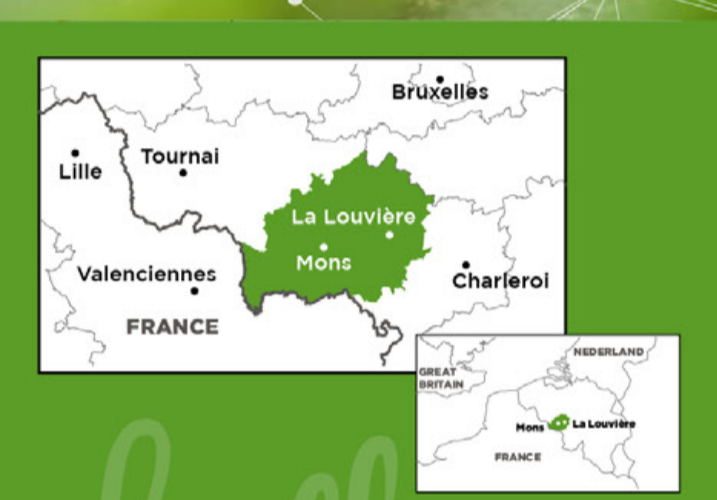 Bruxelles
Lille
Tournai
La Louvière
Mons
Valenciennes
Charleroi
FRANCE
NEDERLAND
GREAT
BRITAIN
Mons
La Louvière
FRANCE